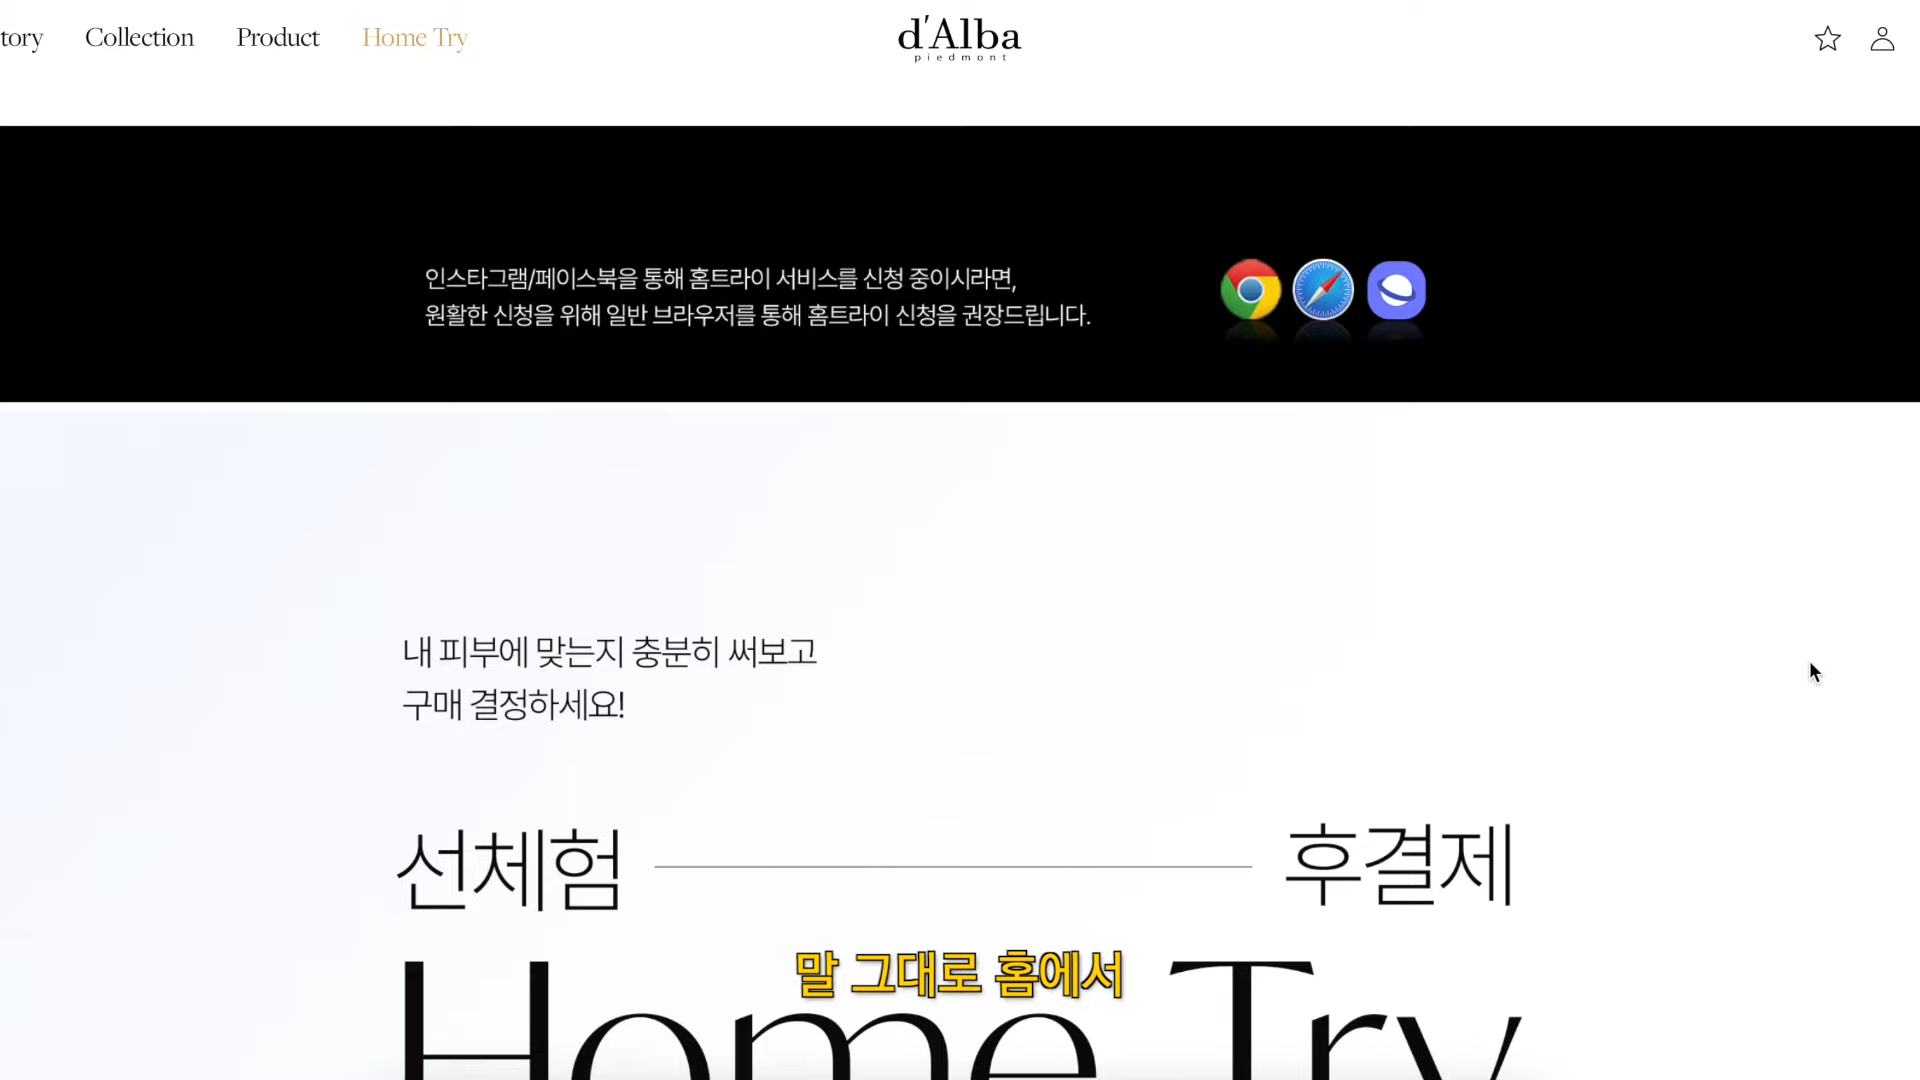 tory Collection Product Home Try
d'Alba
piedmont
인스타그램/페이스북을 통해 홈트라이 서비스를 신청 중이시라면,
원활한 신청을 위해 일반 브라우저를 통해 홈트라이 신청을 권장드립니다.
내 피부에 맞는지 충분히 써보고
구매 결정하세요!
선체험 후결제
말 그대로 홈에서
Home Try